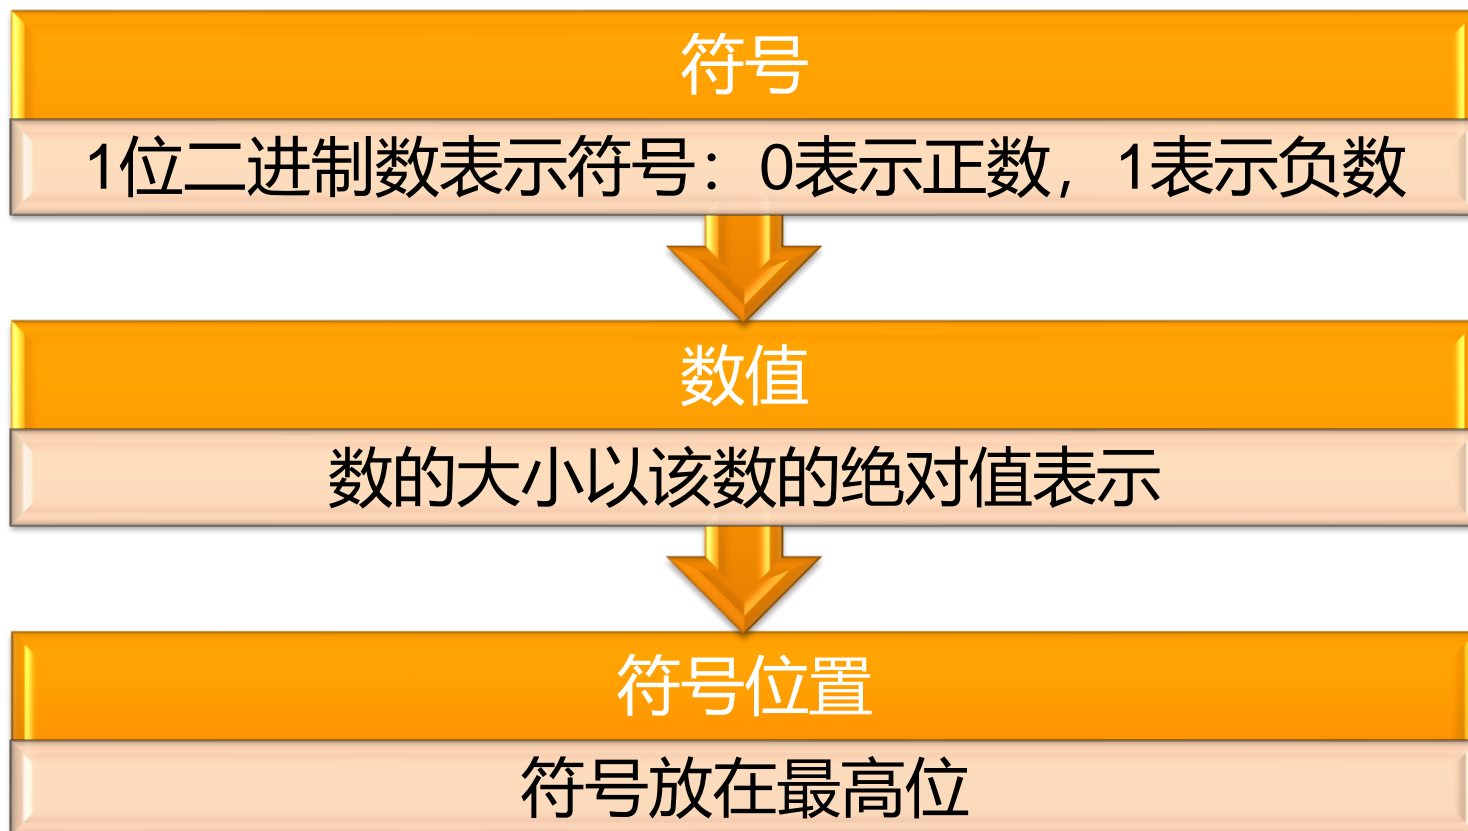 符号
1位二进制数表示符号：0表示正数，1表示负数
数值
数的大小以该数的绝对值表示
符号位置
符号放在最高位